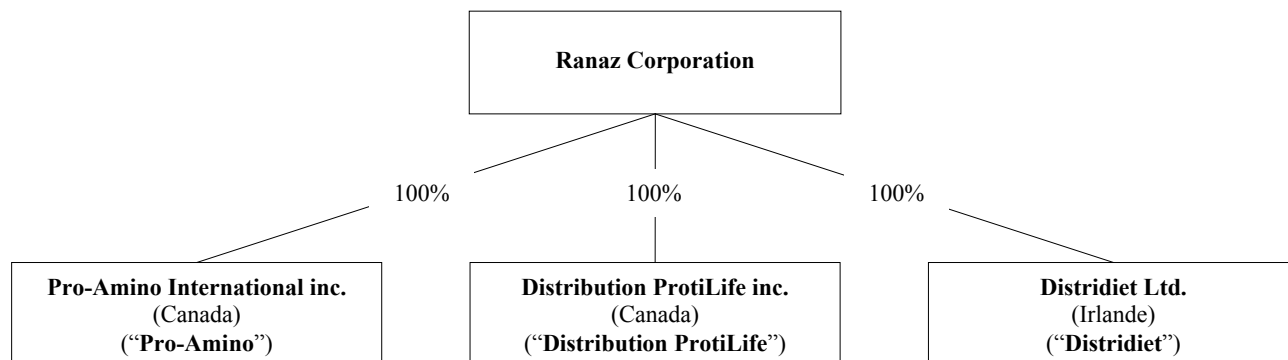 Ranaz Corporation
100%
100%
100%
Pro-Amino International inc.
(Canada)
(“Pro-Amino”)
Distribution ProtiLife inc.
(Canada)
(“Distribution ProtiLife”)
Distridiet Ltd.
(Irlande)
(“Distridiet”)